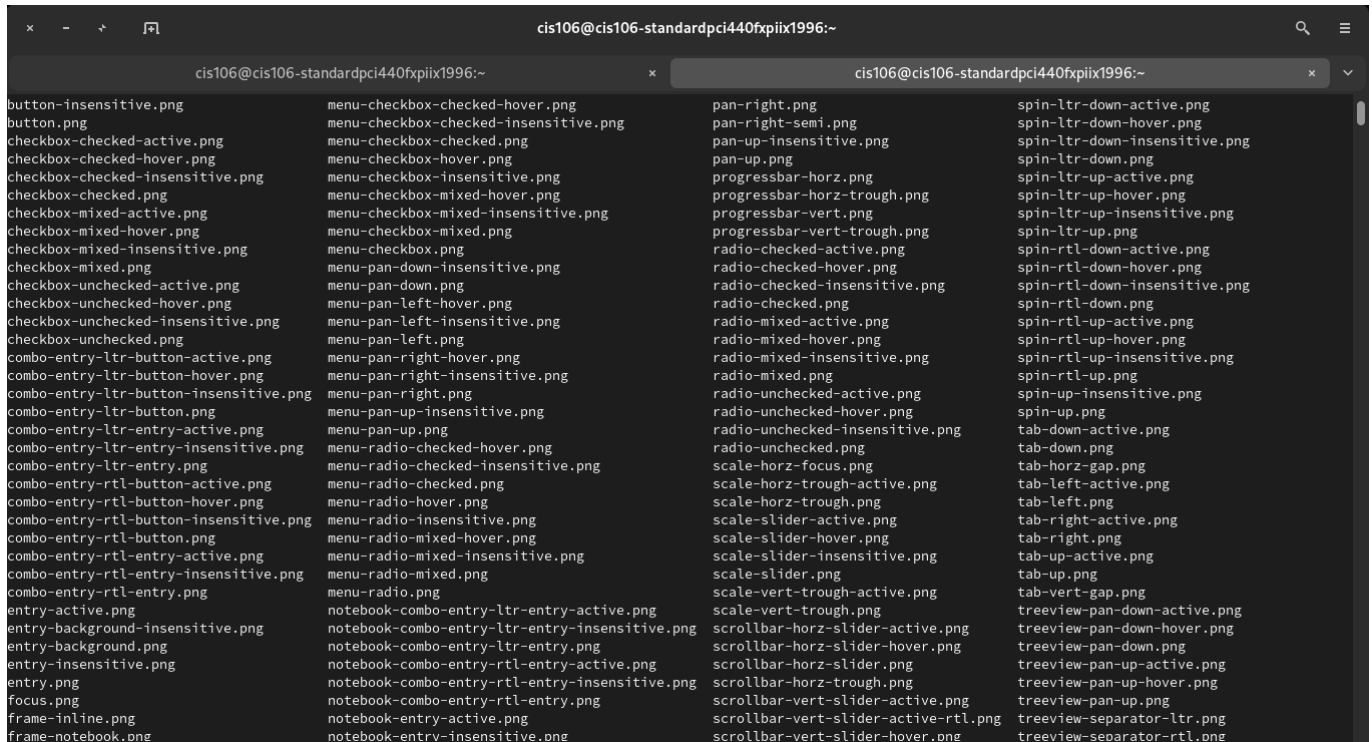 cis106@cis106-standardpci440fxpiix1996:~
cis106@cis106-standardpci440fxpiix1996:~ × cis106@cis106-standardpci440fxpiix1996:~ ×
button-insensitive.png menu-checkbox-checked-hover.png pan-right.png spin-ltr-down-active.png
button.png menu-checkbox-checked-insensitive.png pan-right-semi.png spin-ltr-down-hover.png
checkbox-checked-active.png menu-checkbox-checked.png pan-up-insensitive.png spin-ltr-down-insensitive.png
checkbox-checked-hover.png menu-checkbox-hover.png pan-up.png spin-ltr-down.png
checkbox-checked-insensitive.png menu-checkbox-insensitive.png progressbar-horz.png spin-ltr-up-active.png
checkbox-checked.png menu-checkbox-mixed-hover.png progressbar-horz-trough.png spin-ltr-up-hover.png
checkbox-mixed-active.png menu-checkbox-mixed-insensitive.png progressbar-vert.png spin-ltr-up-insensitive.png
checkbox-mixed-hover.png menu-checkbox-mixed.png progressbar-vert-trough.png spin-ltr-up.png
checkbox-mixed-insensitive.png menu-checkbox.png radio-checked-active.png spin-rtl-down-active.png
checkbox-mixed.png menu-pan-down-insensitive.png radio-checked-hover.png spin-rtl-down-hover.png
checkbox-unchecked-active.png menu-pan-down.png radio-checked-insensitive.png spin-rtl-down-insensitive.png
checkbox-unchecked-hover.png menu-pan-left-hover.png radio-checked.png spin-rtl-down.png
checkbox-unchecked-insensitive.png menu-pan-left-insensitive.png radio-mixed-active.png spin-rtl-up-active.png
checkbox-unchecked.png menu-pan-left.png radio-mixed-hover.png spin-rtl-up-hover.png
combo-entry-ltr-button-active.png menu-pan-right-hover.png radio-mixed-insensitive.png spin-rtl-up-insensitive.png
combo-entry-ltr-button-hover.png menu-pan-right-insensitive.png radio-mixed.png spin-rtl-up.png
combo-entry-ltr-button-insensitive.png menu-pan-right.png radio-unchecked-active.png spin-up-insensitive.png
combo-entry-ltr-button.png menu-pan-up-insensitive.png radio-unchecked-hover.png spin-up.png
combo-entry-ltr-entry-active.png menu-pan-up.png radio-unchecked-insensitive.png tab-down-active.png
combo-entry-ltr-entry-insensitive.png menu-radio-checked-hover.png radio-unchecked.png tab-down.png
combo-entry-ltr-entry.png menu-radio-checked-insensitive.png scale-horz-focus.png tab-horz-gap.png
combo-entry-rtl-button-active.png menu-radio-checked.png scale-horz-trough-active.png tab-left-active.png
combo-entry-rtl-button-hover.png menu-radio-hover.png scale-horz-trough.png tab-left.png
combo-entry-rtl-button-insensitive.png menu-radio-insensitive.png scale-slider-active.png tab-right-active.png
combo-entry-rtl-button.png menu-radio-mixed-hover.png scale-slider-hover.png tab-right.png
combo-entry-rtl-entry-active.png menu-radio-mixed-insensitive.png scale-slider-insensitive.png tab-up-active.png
combo-entry-rtl-entry-insensitive.png menu-radio-mixed.png scale-slider.png tab-up.png
combo-entry-rtl-entry.png menu-radio.png scale-vert-trough-active.png tab-vert-gap.png
entry-active.png notebook-combo-entry-ltr-entry-active.png scale-vert-trough.png treeview-pan-down-active.png
entry-background-insensitive.png notebook-combo-entry-ltr-entry-insensitive.png scrollbar-horz-slider-active.png treeview-pan-down-hover.png
entry-background.png notebook-combo-entry-ltr-entry.png scrollbar-horz-slider-hover.png treeview-pan-down.png
entry-insensitive.png notebook-combo-entry-rtl-entry-active.png scrollbar-horz-slider.png treeview-pan-up-active.png
entry.png notebook-combo-entry-rtl-entry-insensitive.png scrollbar-horz-trough.png treeview-pan-up-hover.png
focus.png notebook-combo-entry-rtl-entry.png scrollbar-vert-slider-active.png treeview-pan-up.png
frame-inline.png notebook-entry-active.png scrollbar-vert-slider-active-rtl.png treeview-separator-ltr.png
frame-notebook.png notebook-entry-insensitive.png scrollbar-vert-slider-hover.png treeview-separator-rtl.png